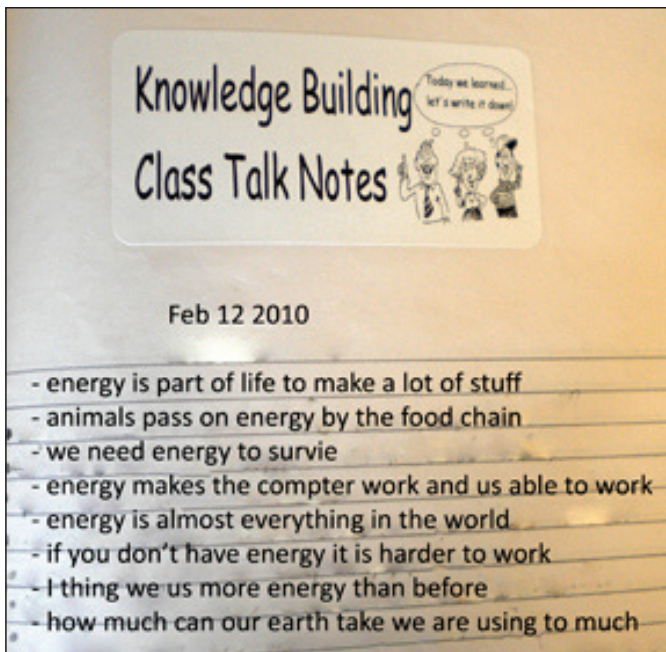 Knowledge Building
Class Talk Notes
Today we learned...
let's write it down!
Feb 12 2010
- energy is part of life to make a lot of stuff
- animals pass on energy by the food chain
- we need energy to survie
- energy makes the compter work and us able to work
- energy is almost everything in the world
- if you don't have energy it is harder to work
- I thing we us more energy than before
- how much can our earth take we are using to much